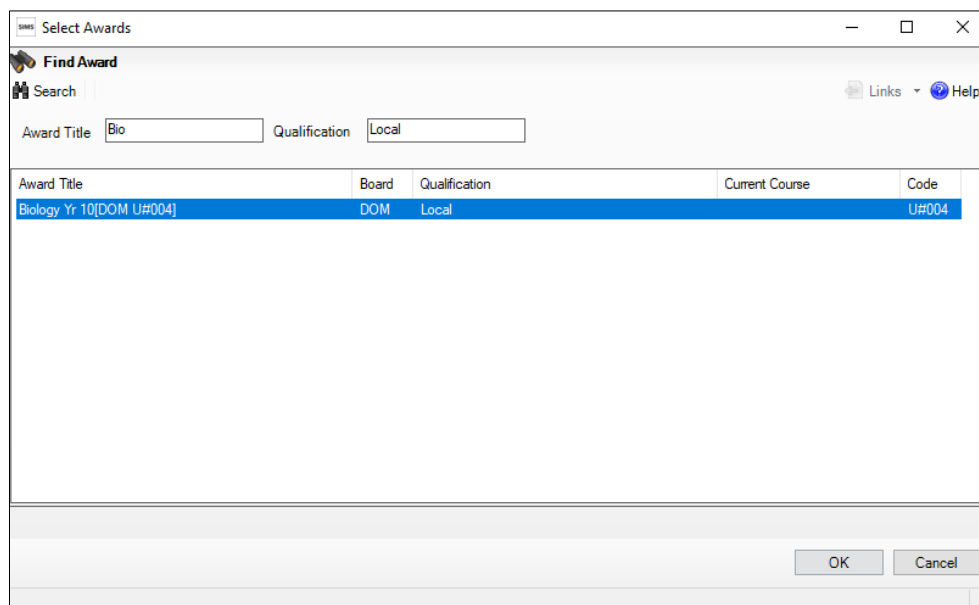 SIMS Select Awards
Find Award
Search Links Help
Award Title Bio Qualification Local
Award Title Board Qualification Current Course Code
Biology Yr 10[DOM U#004] DOM Local U#004
OK Cancel